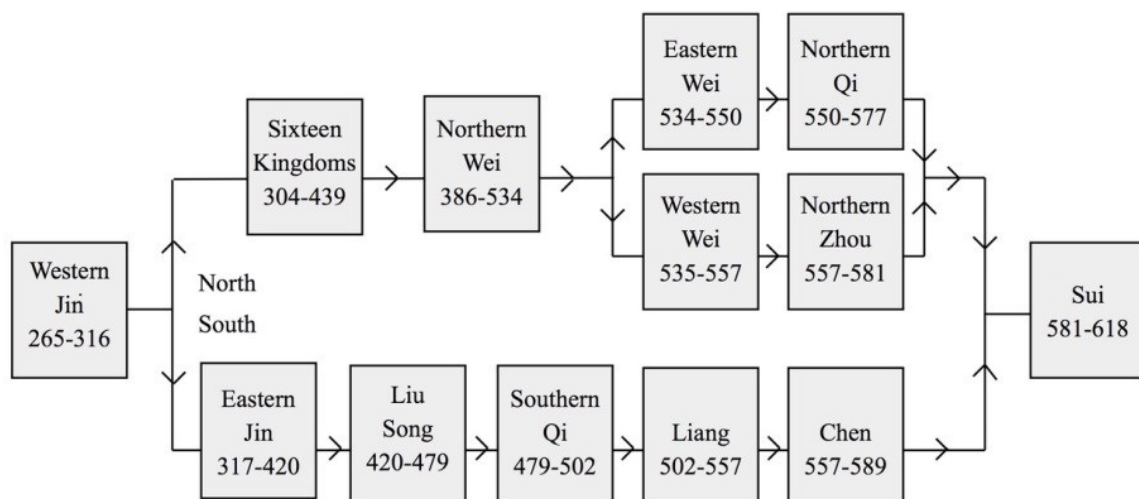 Western
Jin
265-316
North
South
Sixteen
Kingdoms
304-439
Northern
Wei
386-534
Eastern
Wei
534-550
Northern
Qi
550-577
Western
Wei
535-557
Northern
Zhou
557-581
Eastern
Jin
317-420
Liu
Song
420-479
Southern
Qi
479-502
Liang
502-557
Chen
557-589
Sui
581-618